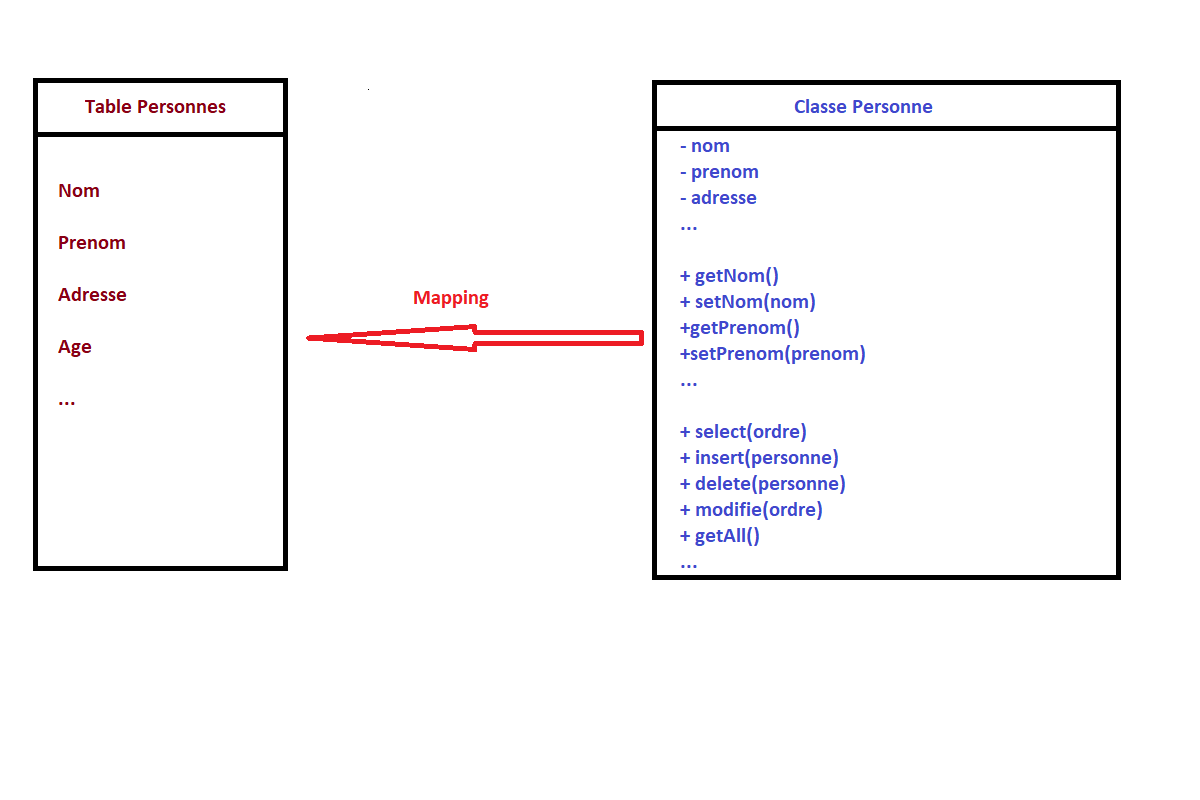 Table Personnes
Nom
Prenom
Adresse
Age
...
Mapping
Classe Personne
- nom
- prenom
- adresse
...
+ getNom()
+ setNom(nom)
+getPrenom()
+setPrenom(prenom)
...
+ select(ordre)
+ insert(personne)
+ delete(personne)
+ modifie(ordre)
+ getAll()
...